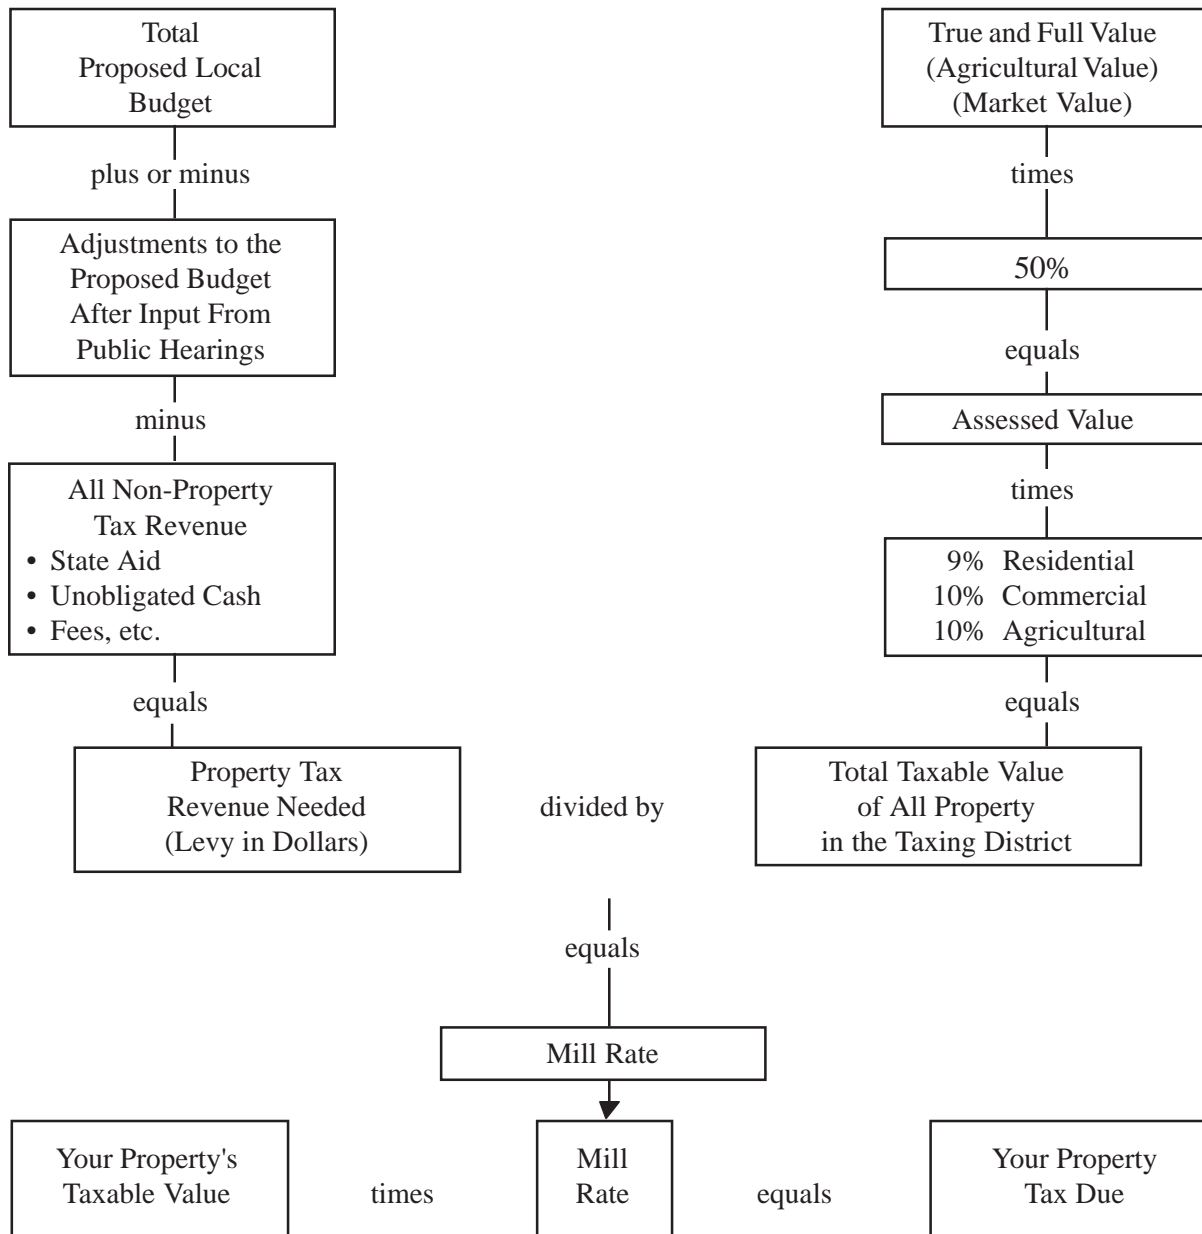 Total
Proposed Local
Budget
plus or minus
Adjustments to the
Proposed Budget
After Input From
Public Hearings
minus
All Non-Property
Tax Revenue
• State Aid
• Unobligated Cash
• Fees, etc.
equals
Property Tax
Revenue Needed
(Levy in Dollars)
divided by
True and Full Value
(Agricultural Value)
(Market Value)
times
50%
equals
Assessed Value
times
9% Residential
10% Commercial
10% Agricultural
equals
Total Taxable Value
of All Property
in the Taxing District
equals
Mill Rate
Your Property's
Taxable Value
times
Mill
Rate
equals
Your Property
Tax Due